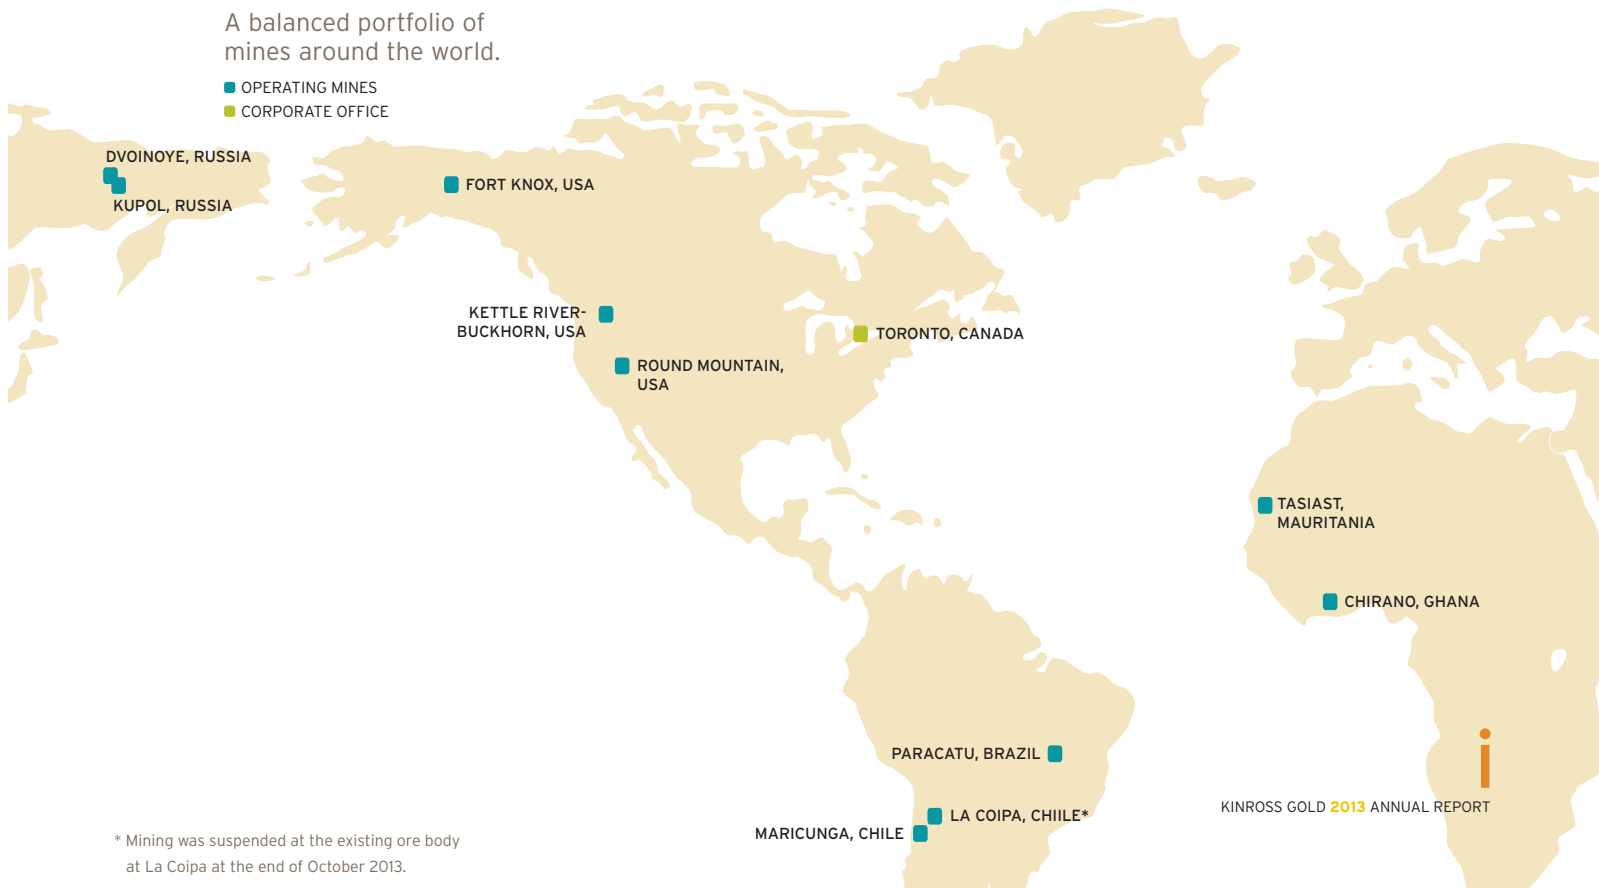 A balanced portfolio of
mines around the world.
OPERATING MINES
CORPORATE OFFICE
DVOINOYE, RUSSIA
KUPOL, RUSSIA
FORT KNOX, USA
KETTLE RIVER-
BUCKHORN, USA
TORONTO, CANADA
ROUND MOUNTAIN,
USA
TASIAST,
MAURITANIA
CHIRANO, GHANA
PARACATU, BRAZIL
LA COIPA, CHIILE*
MARICUNGA, CHILE
i
KINROSS GOLD 2013 ANNUAL REPORT
* Mining was suspended at the existing ore body
at La Coipa at the end of October 2013.